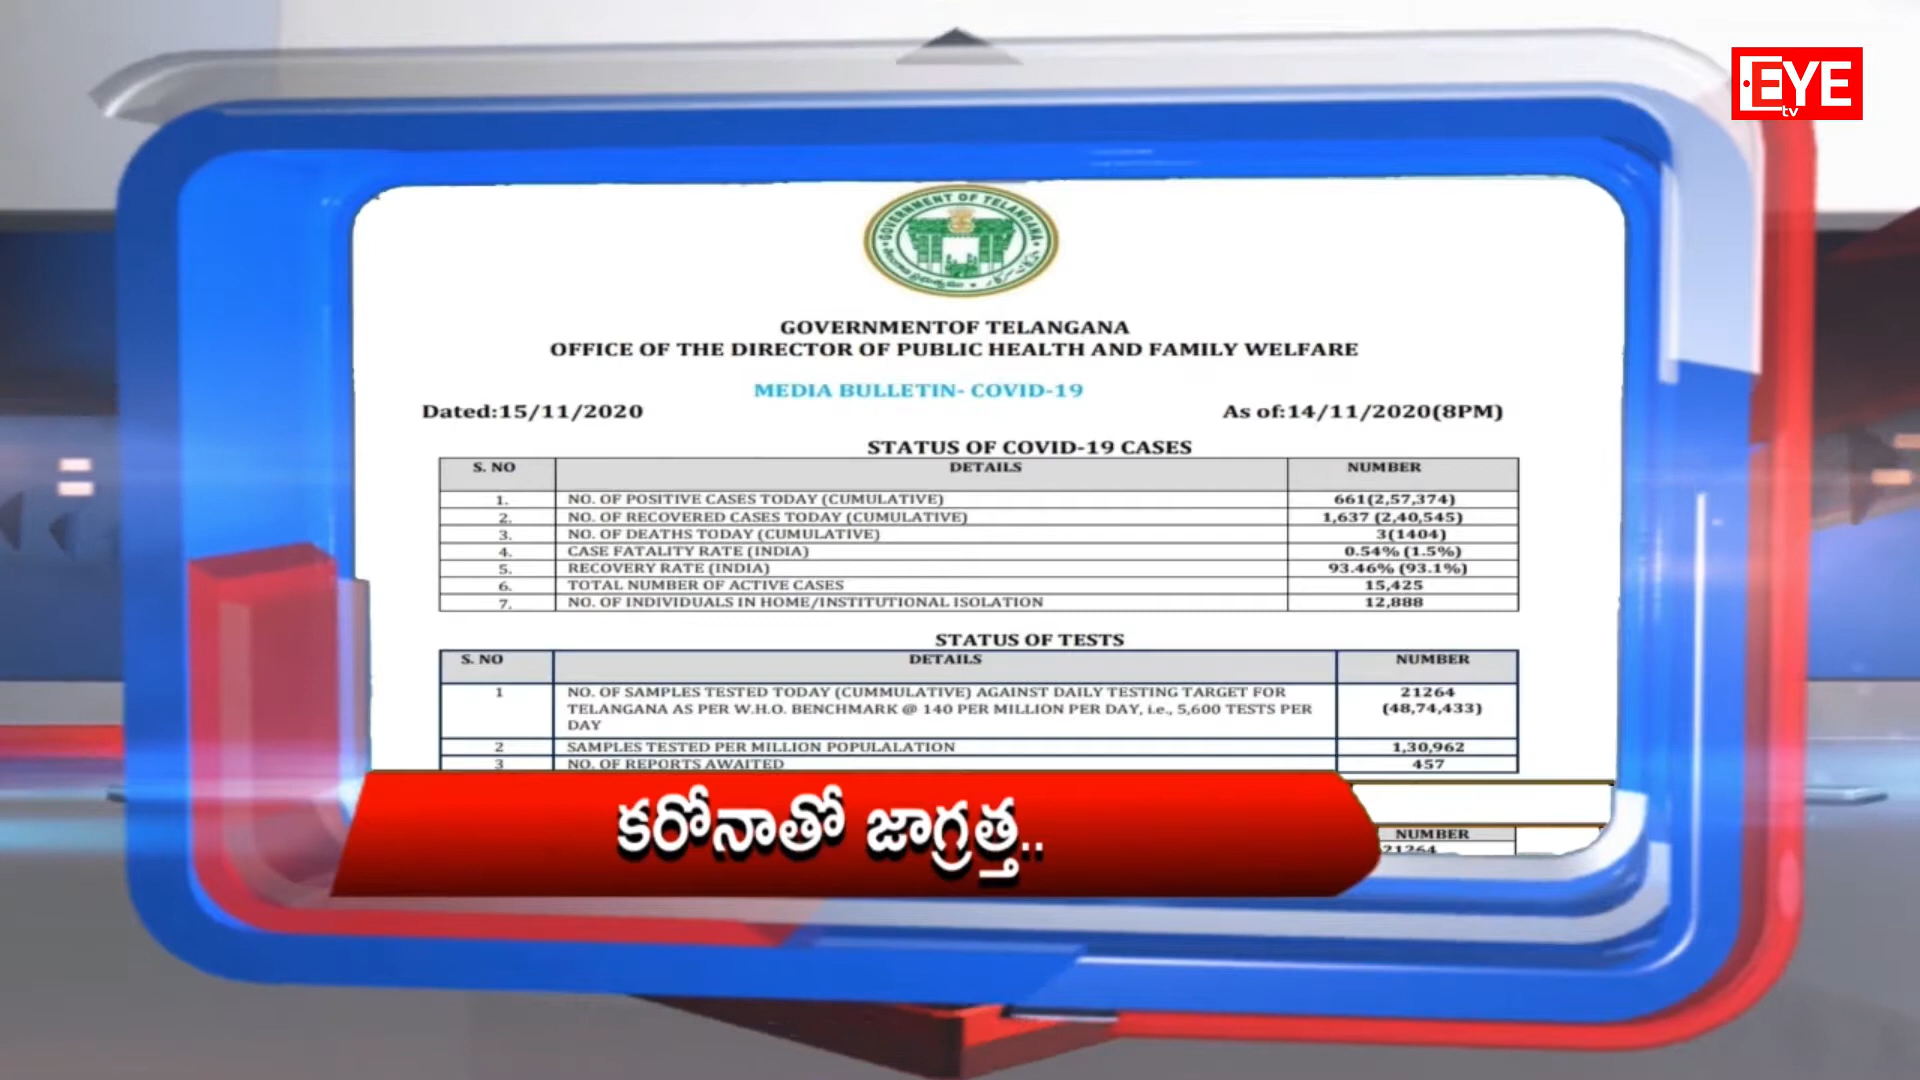 EYE
tv
GOVERNMENT OF TELANGANA
GOVERNMENTOF TELANGANA
OFFICE OF THE DIRECTOR OF PUBLIC HEALTH AND FAMILY WELFARE
MEDIA BULLETIN- COVID-19
Dated:15/11/2020 As of:14/11/2020(8PM)
STATUS OF COVID-19 CASES
S. NO DETAILS NUMBER
1. NO. OF POSITIVE CASES TODAY (CUMULATIVE) 661(2,57,374)
2. NO. OF RECOVERED CASES TODAY (CUMULATIVE) 1,637 (2,40,545)
3. NO. OF DEATHS TODAY (CUMULATIVE) 3(1404)
4. CASE FATALITY RATE (INDIA) 0.54% (1.5%)
5. RECOVERY RATE (INDIA) 93.46% (93.1%)
6. TOTAL NUMBER OF ACTIVE CASES 15,425
7. NO. OF INDIVIDUALS IN HOME/INSTITUTIONAL ISOLATION 12,888
STATUS OF TESTS
S. NO DETAILS NUMBER
1 NO. OF SAMPLES TESTED TODAY (CUMMULATIVE) AGAINST DAILY TESTING TARGET FOR 21264
TELANGANA AS PER W.H.O. BENCHMARK @ 140 PER MILLION PER DAY, i.e., 5,600 TESTS PER (48,74,433)
DAY
2 SAMPLES TESTED PER MILLION POPULALATION 1,30,962
3 NO. OF REPORTS AWAITED 457
కరోనాతో జాగ్రత్త..
NUMBER
21264